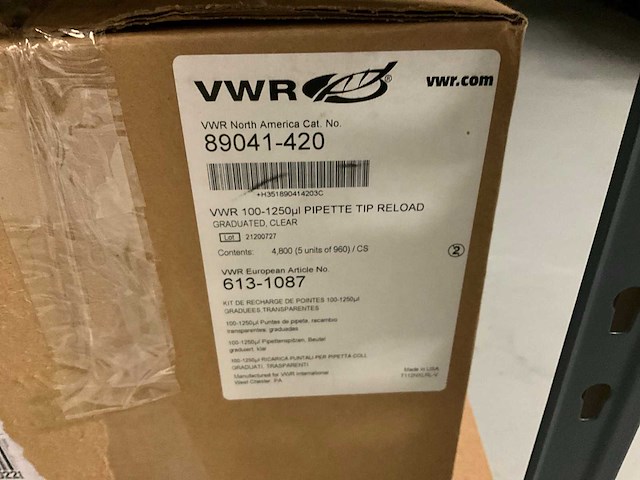 VWR® vwr.com
VWR North America Cat. No.
89041-420
+H351890414203C
VWR 100-1250µl PIPETTE TIP RELOAD
GRADUATED, CLEAR
Lot 21200727
Contents: 4,800 (5 units of 960) / CS
2
VWR European Article No.
613-1087
KIT DE RECHARGE DE POINTES 100-1250µl
GRADUEES TRANSPARENTES
100-1250µl Puntas de pipeta, recambio
transparentes, graduadas
100-1250µl Pipettenspitzen, Beutel
graduiert, klar
100-1250µl RICARICA PUNTALI PER PIPETTA COLL.
GRADUATI, TRASPARENTI
Manufactured for VWR International
West Chester, PA
Made in USA